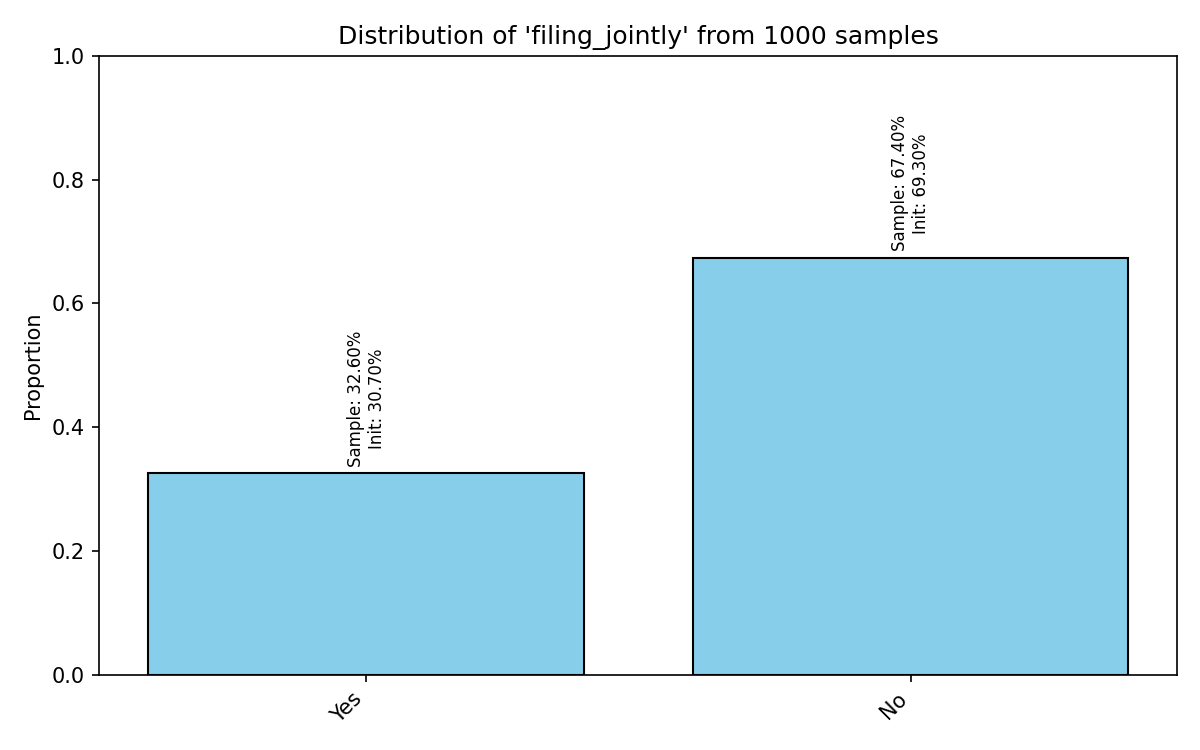 Distribution of 'filing_jointly' from 1000 samples
Proportion
1.0
0.8
0.6
0.4
0.2
0.0
Sample: 32.60%
Init: 30.70%
Sample: 67.40%
Init: 69.30%
Yes
No